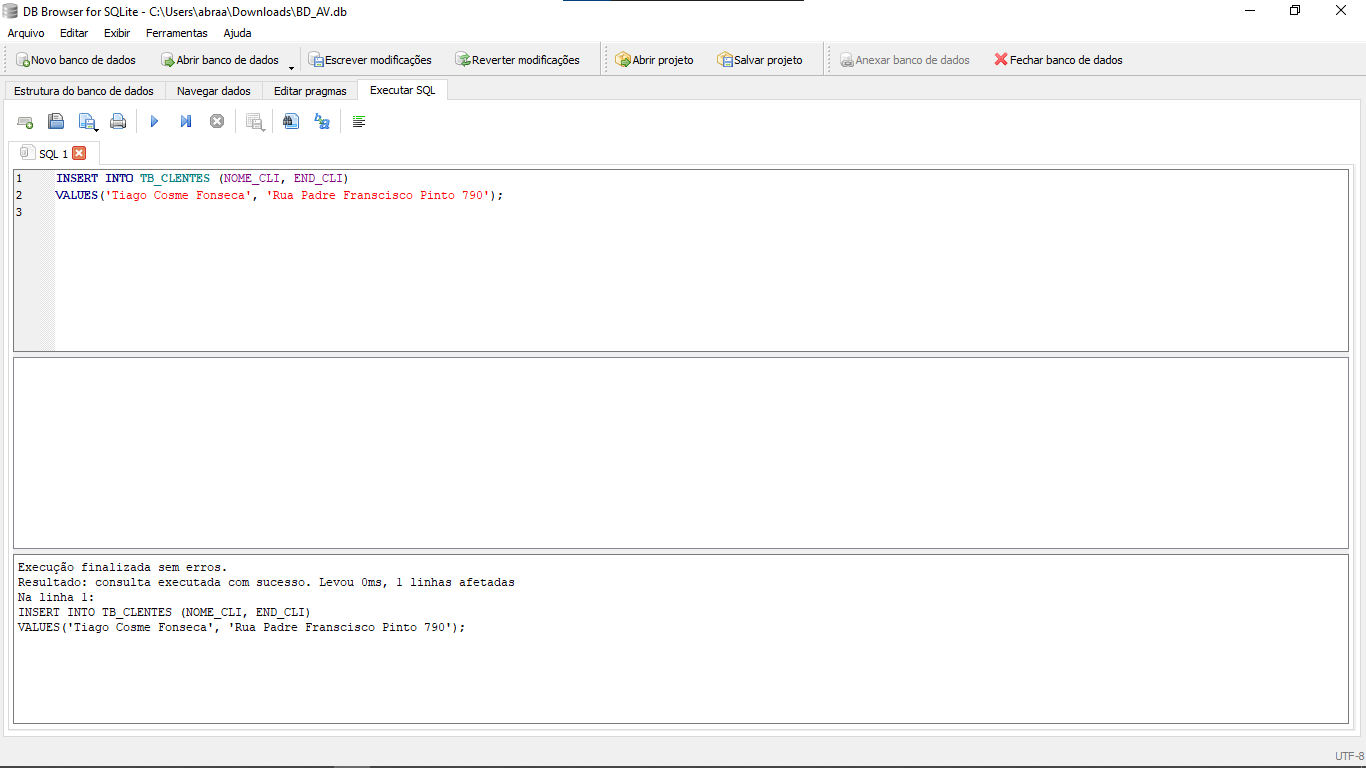 DB Browser for SQLite - C:\Users\abraa\Downloads\BD_AV.db
Arquivo Editar Exibir Ferramentas Ajuda
Novo banco de dados Abrir banco de dados Escrever modificações Reverter modificações Abrir projeto Salvar projeto Anexar banco de dados Fechar banco de dados
Estrutura do banco de dados Navegar dados Editar pragmas Executar SQL
SQL 1
1 INSERT INTO TB_CLENTES (NOME_CLI, END_CLI)
2 VALUES('Tiago Cosme Fonseca', 'Rua Padre Franscisco Pinto 790');
3
Execução finalizada sem erros.
Resultado: consulta executada com sucesso. Levou 0ms, 1 linhas afetadas
Na linha 1:
INSERT INTO TB_CLENTES (NOME_CLI, END_CLI)
VALUES('Tiago Cosme Fonseca', 'Rua Padre Franscisco Pinto 790');
UTF-8